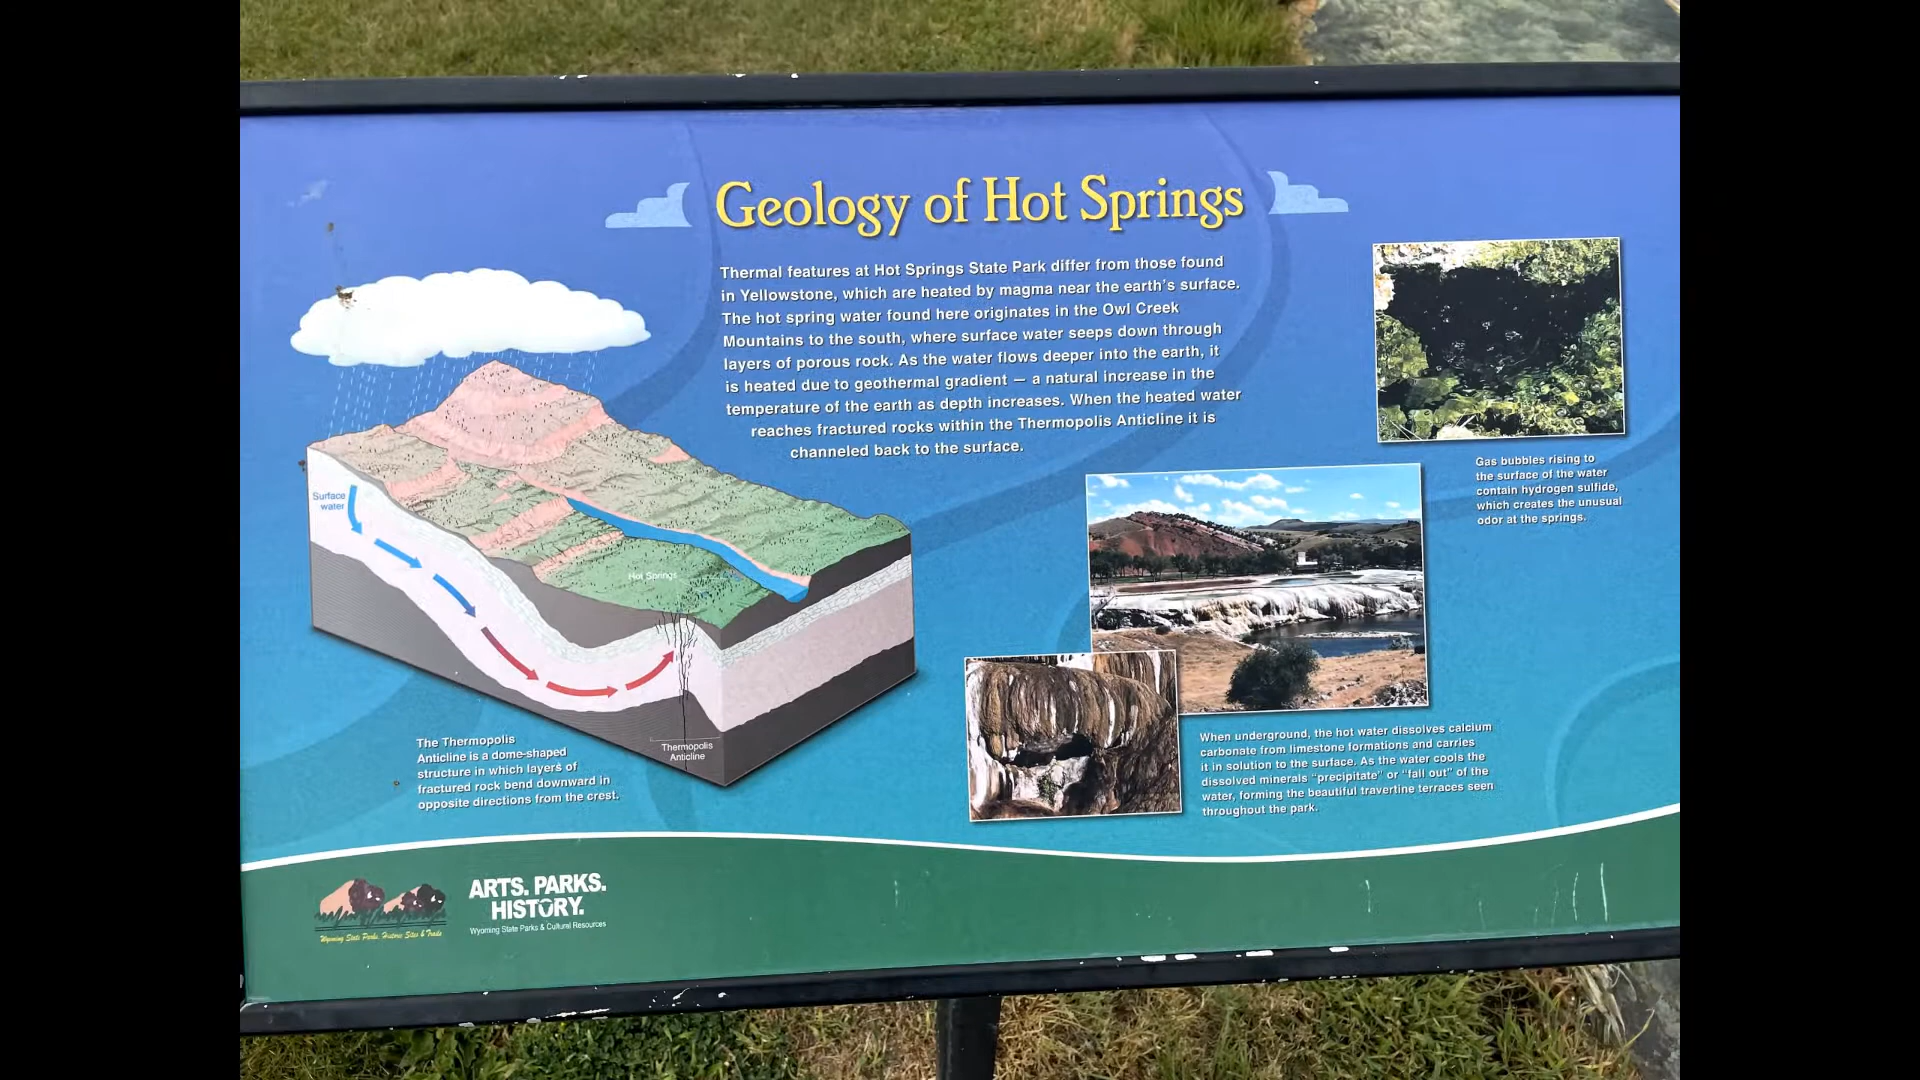 Geology of Hot Springs
Thermal features at Hot Springs State Park differ from those found
in Yellowstone, which are heated by magma near the earth's surface.
The hot spring water found here originates in the Owl Creek
Mountains to the south, where surface water seeps down through
layers of porous rock. As the water flows deeper into the earth, it
is heated due to geothermal gradient — a natural increase in the
temperature of the earth as depth increases. When the heated water
reaches fractured rocks within the Thermopolis Anticline it is
channeled back to the surface.
Surface
water
Hot Springs
Thermopolis
Anticline
The Thermopolis
Anticline is a dome-shaped
structure in which layers of
fractured rock bend downward in
opposite directions from the crest.
Gas bubbles rising to
the surface of the water
contain hydrogen sulfide,
which creates the unusual
odor at the springs.
When underground, the hot water dissolves calcium
carbonate from limestone formations and carries
it in solution to the surface. As the water cools the
dissolved minerals "precipitate" or "fall out" of the
water, forming the beautiful travertine terraces seen
throughout the park.
Wyoming State Parks, Historic Sites & Trails
ARTS. PARKS.
HISTORY.
Wyoming State Parks & Cultural Resources